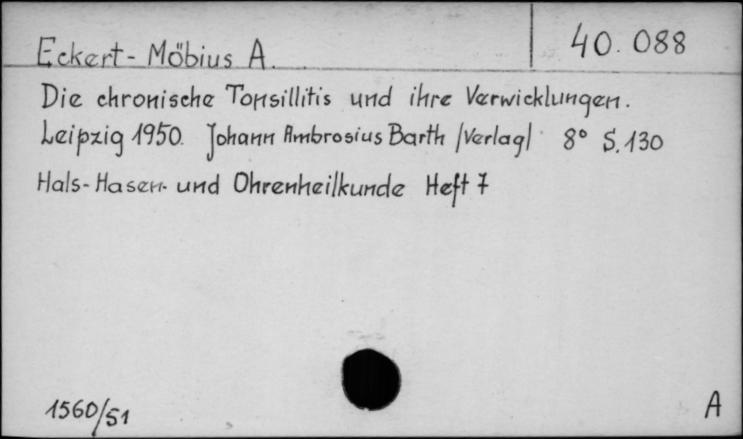 Eckert-Möbius A.
40.088
Die chronische Tonsillitis und ihre Verwicklungen.
Leipzig 1950. Johann Ambrosius Barth /Verlag/ 8° S.130
Hals-Hasen- und Ohrenheilkunde Heft 7
1560/51
A